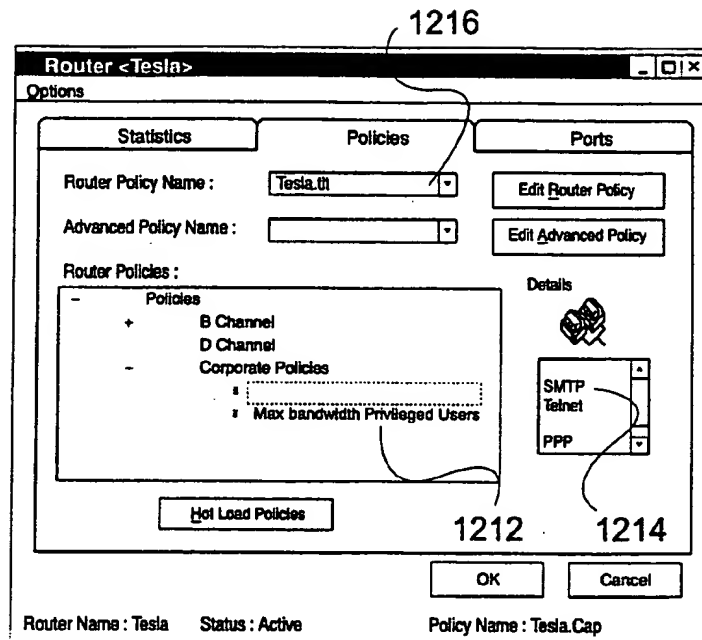 1216
Router <Tesla>
Options
Statistics Policies Ports
Router Policy Name : Tesla.ttt Edit Router Policy
Advanced Policy Name : Edit Advanced Policy
Router Policies : Details
- Policies
+ B Channel
D Channel
- Corporate Policies
Max bandwidth Privileged Users
SMTP
Telnet
PPP
Hot Load Policies
1212 1214
OK Cancel
Router Name : Tesla Status : Active Policy Name : Tesla.Cap